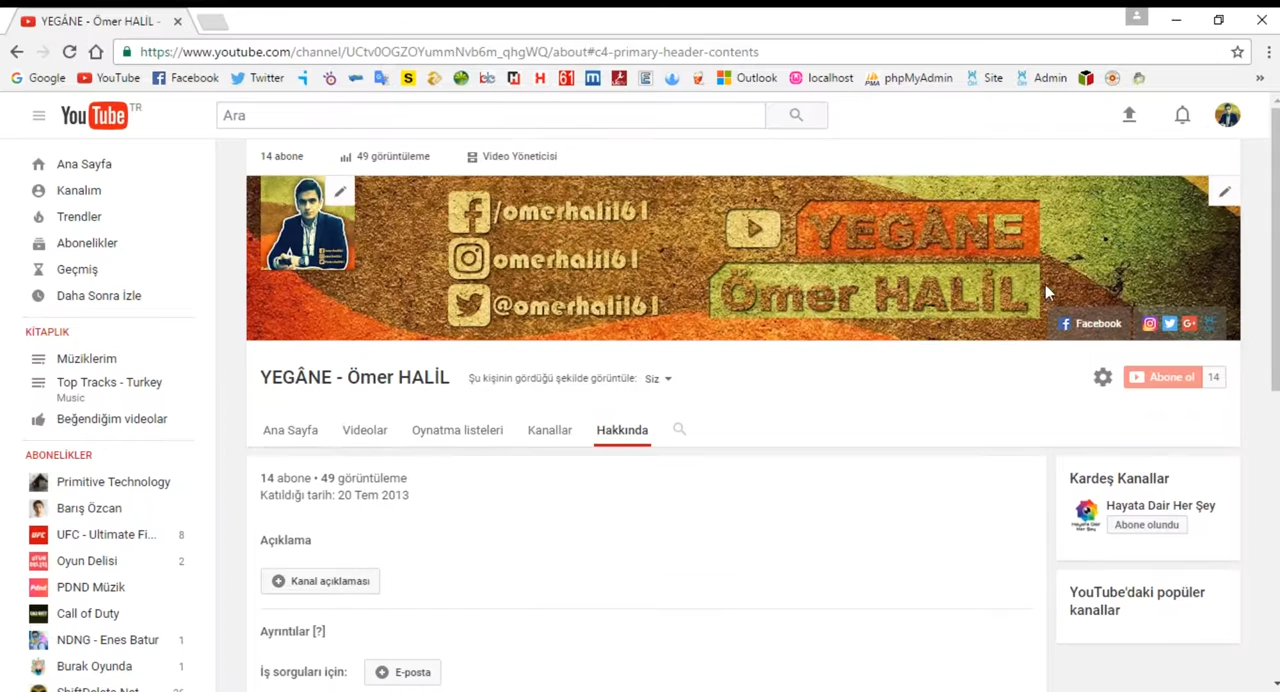 YEGÂNE - Ömer HALİL -
https://www.youtube.com/channel/UCtv0OGZOYummNvb6m_qhgWQ/about#c4-primary-header-contents
Google YouTube Facebook Twitter Outlook localhost phpMyAdmin Site Admin »
YouTube TR
Ara
14 abone 49 görüntüleme Video Yöneticisi
/omerhalil61
omerhalil61
@omerhalil61
YEGÂNE
Ömer HALİL
Facebook
YEGÂNE - Ömer HALİL
Şu kişinin gördüğü şekilde görüntüle: Siz
Abone ol 14
Ana Sayfa Videolar Oynatma listeleri Kanallar Hakkında
14 abone • 49 görüntüleme
Katıldığı tarih: 20 Tem 2013
Açıklama
Kanal açıklaması
Ayrıntılar [?]
İş sorguları için: E-posta
Kardeş Kanallar
Hayata Dair Her Şey
Abone olundu
YouTube'daki popüler
kanallar
Ana Sayfa
Kanalım
Trendler
Abonelikler
Geçmiş
Daha Sonra İzle
KİTAPLIK
Müziklerim
Top Tracks - Turkey
Music
Beğendiğim videolar
ABONELİKLER
Primitive Technology
Barış Özcan
UFC - Ultimate Fi... 8
Oyun Delisi 2
PDND Müzik
Call of Duty
NDNG - Enes Batur 1
Burak Oyunda 1